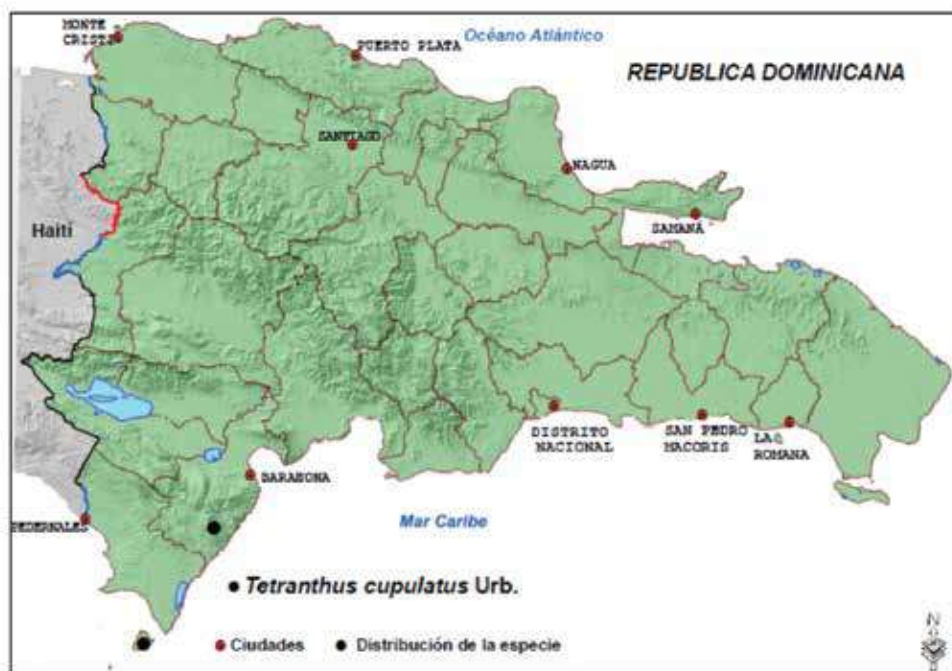 MONTE -
CRISTI
PUERTO PLATA
Océano Atlántico
REPUBLICA DOMINICANA
SANTIAGO
NAGUA
SAMANÁ
Haití
DISTRITO
NACIONAL
SAN PEDRO
MACORIS
LA
ROMANA
BARAHONA
PEDERNALES
Mar Caribe
Tetranthus cupulatus Urb.
Ciudades
Distribución de la especie
N